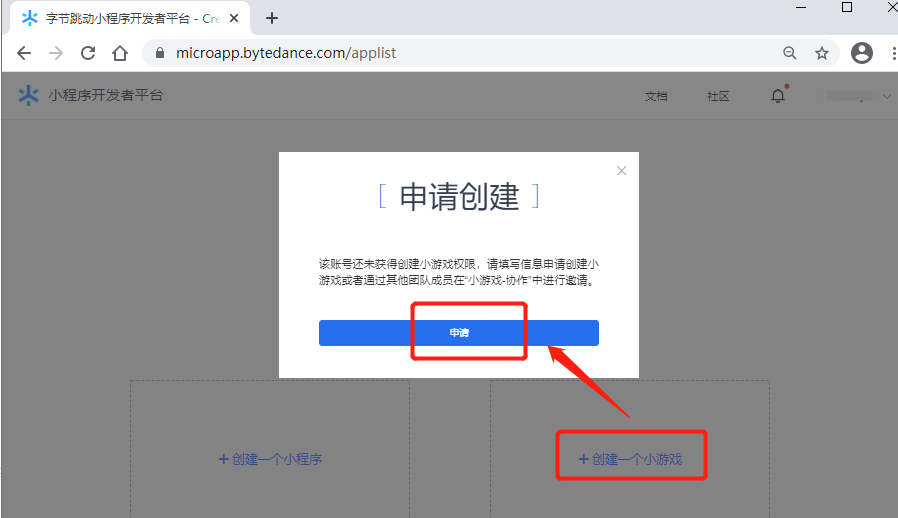 字节跳动小程序开发者平台 - Cre
microapp.bytedance.com/applist
小程序开发者平台
文档
社区
[ 申请创建 ]
该账号还未获得创建小游戏权限，请填写信息申请创建小
游戏或者通过其他团队成员在“小游戏-协作”中进行邀请。
申请
+ 创建一个小程序
+ 创建一个小游戏